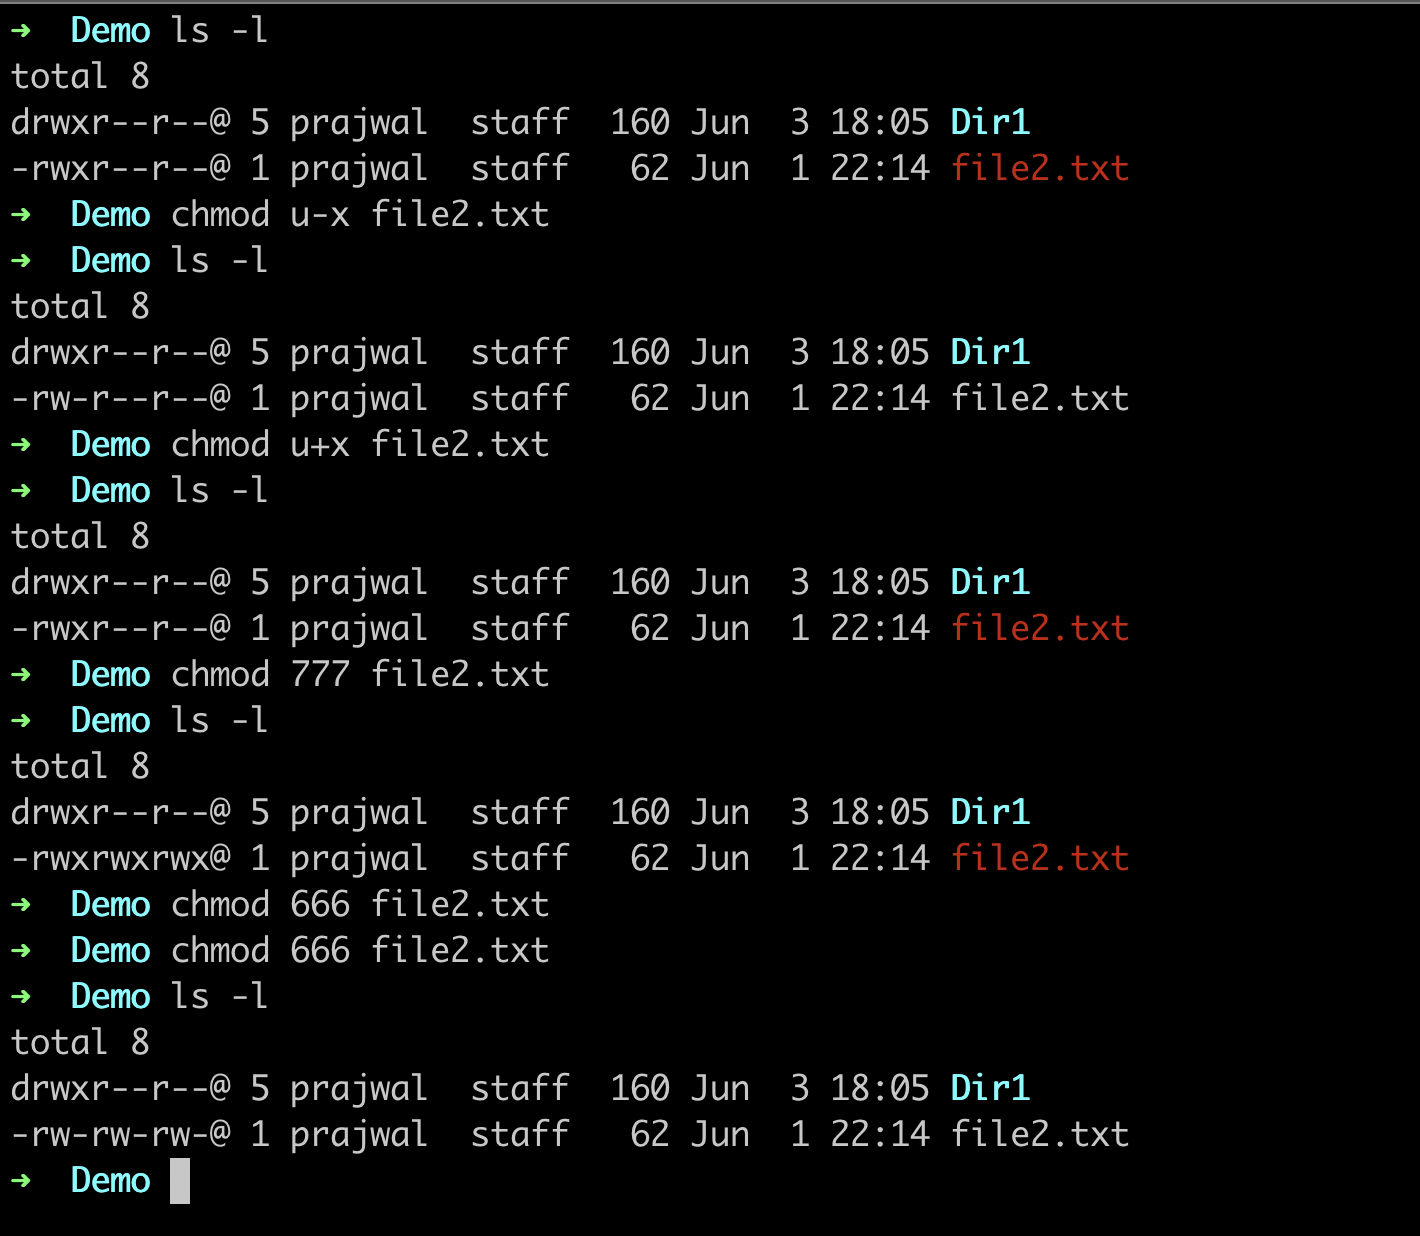 ➜  Demo ls -l
total 8
drwxr--r--@ 5 prajwal  staff  160 Jun  3 18:05 Dir1
-rwxr--r--@ 1 prajwal  staff   62 Jun  1 22:14 file2.txt
➜  Demo chmod u-x file2.txt
➜  Demo ls -l
total 8
drwxr--r--@ 5 prajwal  staff  160 Jun  3 18:05 Dir1
-rw-r--r--@ 1 prajwal  staff   62 Jun  1 22:14 file2.txt
➜  Demo chmod u+x file2.txt
➜  Demo ls -l
total 8
drwxr--r--@ 5 prajwal  staff  160 Jun  3 18:05 Dir1
-rwxr--r--@ 1 prajwal  staff   62 Jun  1 22:14 file2.txt
➜  Demo chmod 777 file2.txt
➜  Demo ls -l
total 8
drwxr--r--@ 5 prajwal  staff  160 Jun  3 18:05 Dir1
-rwxrwxrwx@ 1 prajwal  staff   62 Jun  1 22:14 file2.txt
➜  Demo chmod 666 file2.txt
➜  Demo chmod 666 file2.txt
➜  Demo ls -l
total 8
drwxr--r--@ 5 prajwal  staff  160 Jun  3 18:05 Dir1
-rw-rw-rw-@ 1 prajwal  staff   62 Jun  1 22:14 file2.txt
➜  Demo